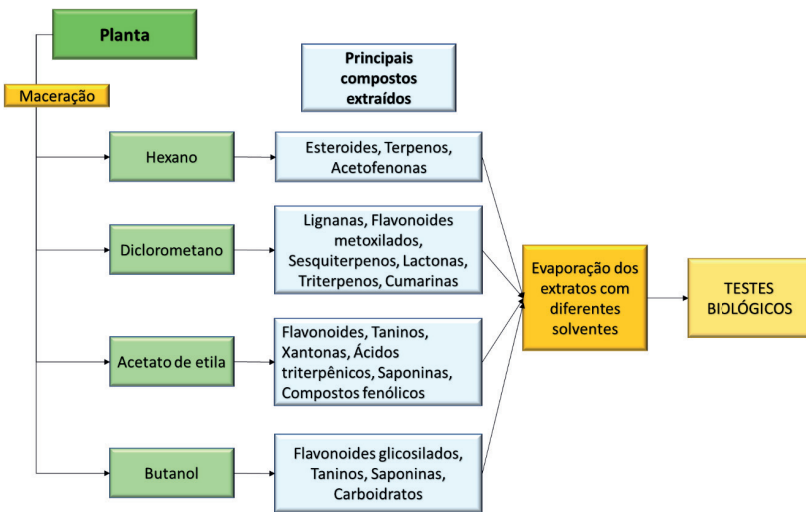 Planta
Principais
compostos
extraídos
Maceração
Hexano
Esteroides, Terpenos,
Acetofenonas
Diclorometano
Lignanas, Flavonoides
metoxilados,
Sesquiterpenos, Lactonas,
Triterpenos, Cumarinas
Acetato de etila
Flavonoides, Taninos,
Xantonas, Ácidos
triterpênicos, Saponinas,
Compostos fenólicos
Butanol
Flavonoides glicosilados,
Taninos, Saponinas,
Carboidratos
Evaporação dos
extratos com
diferentes
solventes
TESTES
BIOLÓGICOS